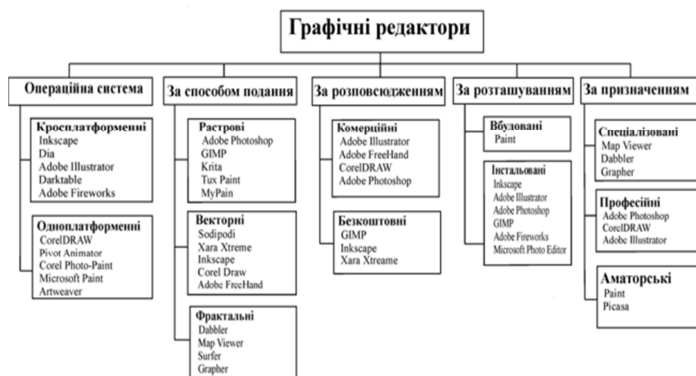 Графічні редактори
Операційна система
Кросплатформенні
Inkscape
Dia
Adobe Illustrator
Darktable
Adobe Fireworks
Одноплатформенні
CorelDRAW
Pivot Animator
Corel Photo-Paint
Microsoft Paint
Artweaver
За способом подання
Растрові
Adobe Photoshop
GIMP
Krita
Tux Paint
MyPain
Векторні
Sodipodi
Xara Xtreme
Inkscape
Corel Draw
Adobe FreeHand
Фрактальні
Dabbler
Map Viewer
Surfer
Grapher
За розповсюдженням
Комерційні
Adobe Illustrator
Adobe FreeHand
CorelDRAW
Adobe Photoshop
Безкоштовні
GIMP
Inkscape
Xara Xtreame
За розташуванням
Вбудовані
Paint
Інстальовані
Inkscape
Adobe Illustrator
Adobe Photoshop
GIMP
Adobe Fireworks
Microsoft Photo Editor
За призначенням
Спеціалізовані
Map Viewer
Dabbler
Grapher
Професійні
Adobe Photoshop
CorelDRAW
Adobe Illustrator
Аматорські
Paint
Picasa